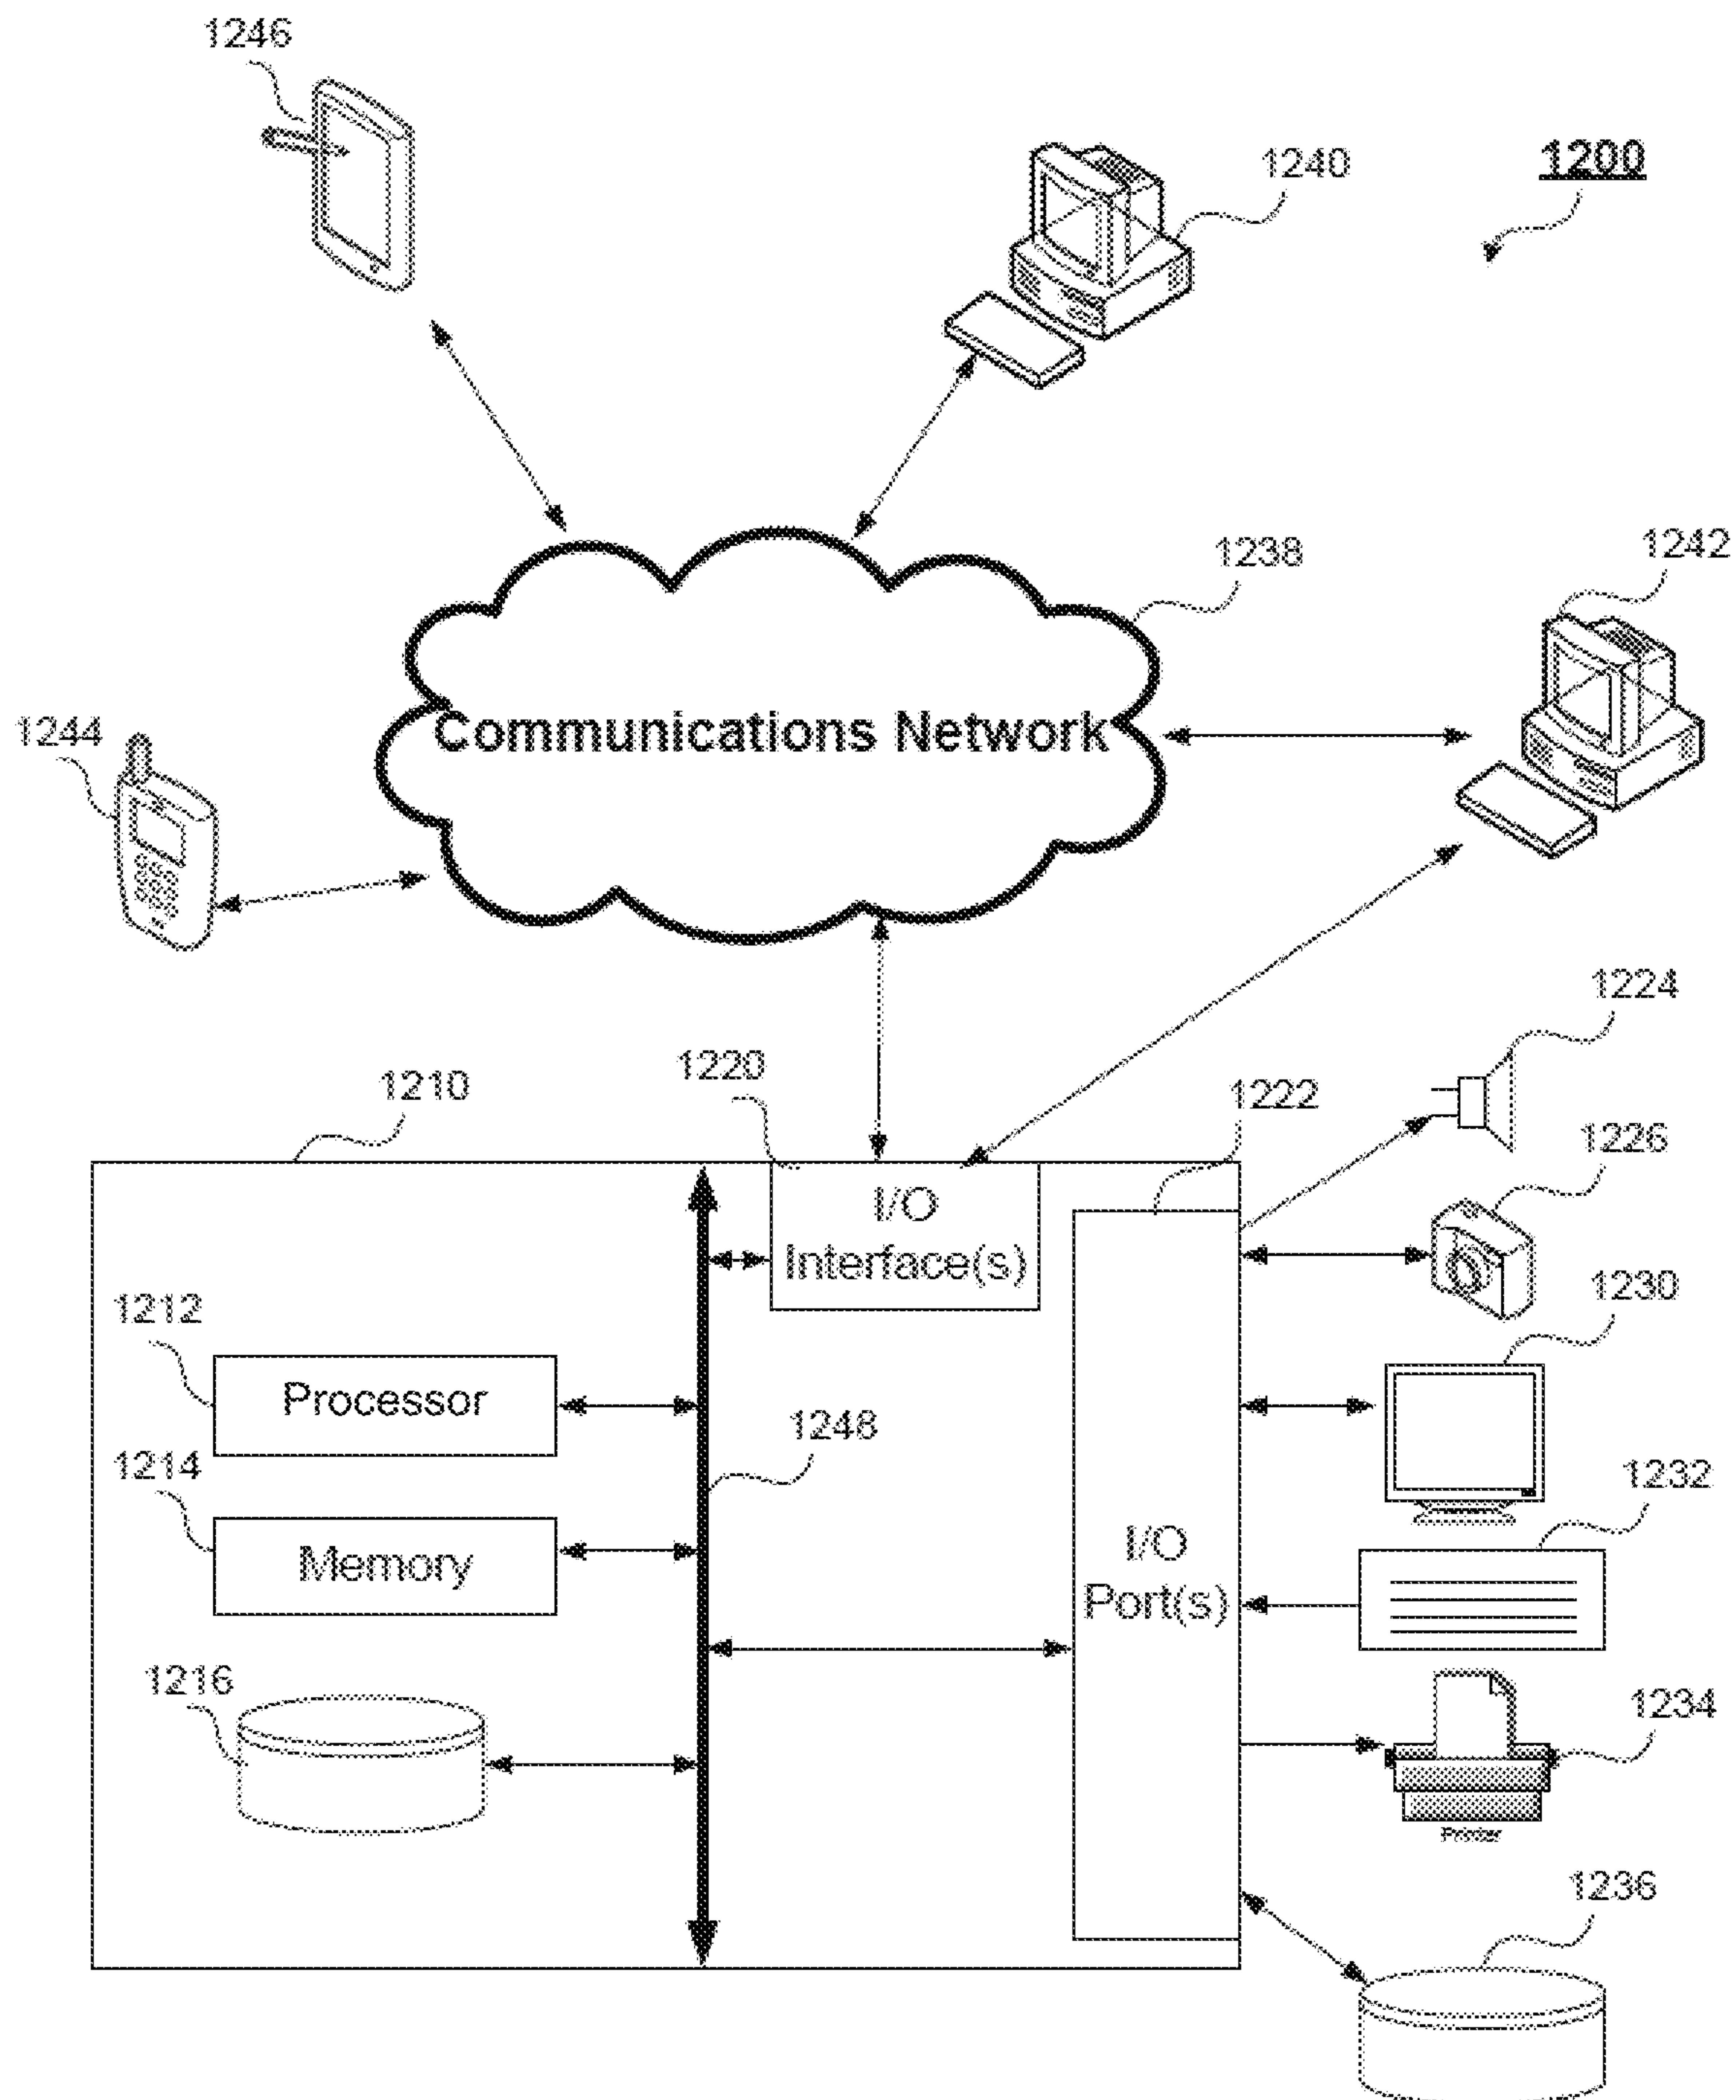 1246
1240
1200
1238
1242
Communications Network
1244
1224
1220
1210
1222
1226
I/O
Interface(s)
1230
1212
Processor
1248
1214
1232
Memory
I/O
Port(s)
1216
1234
Printer
1236